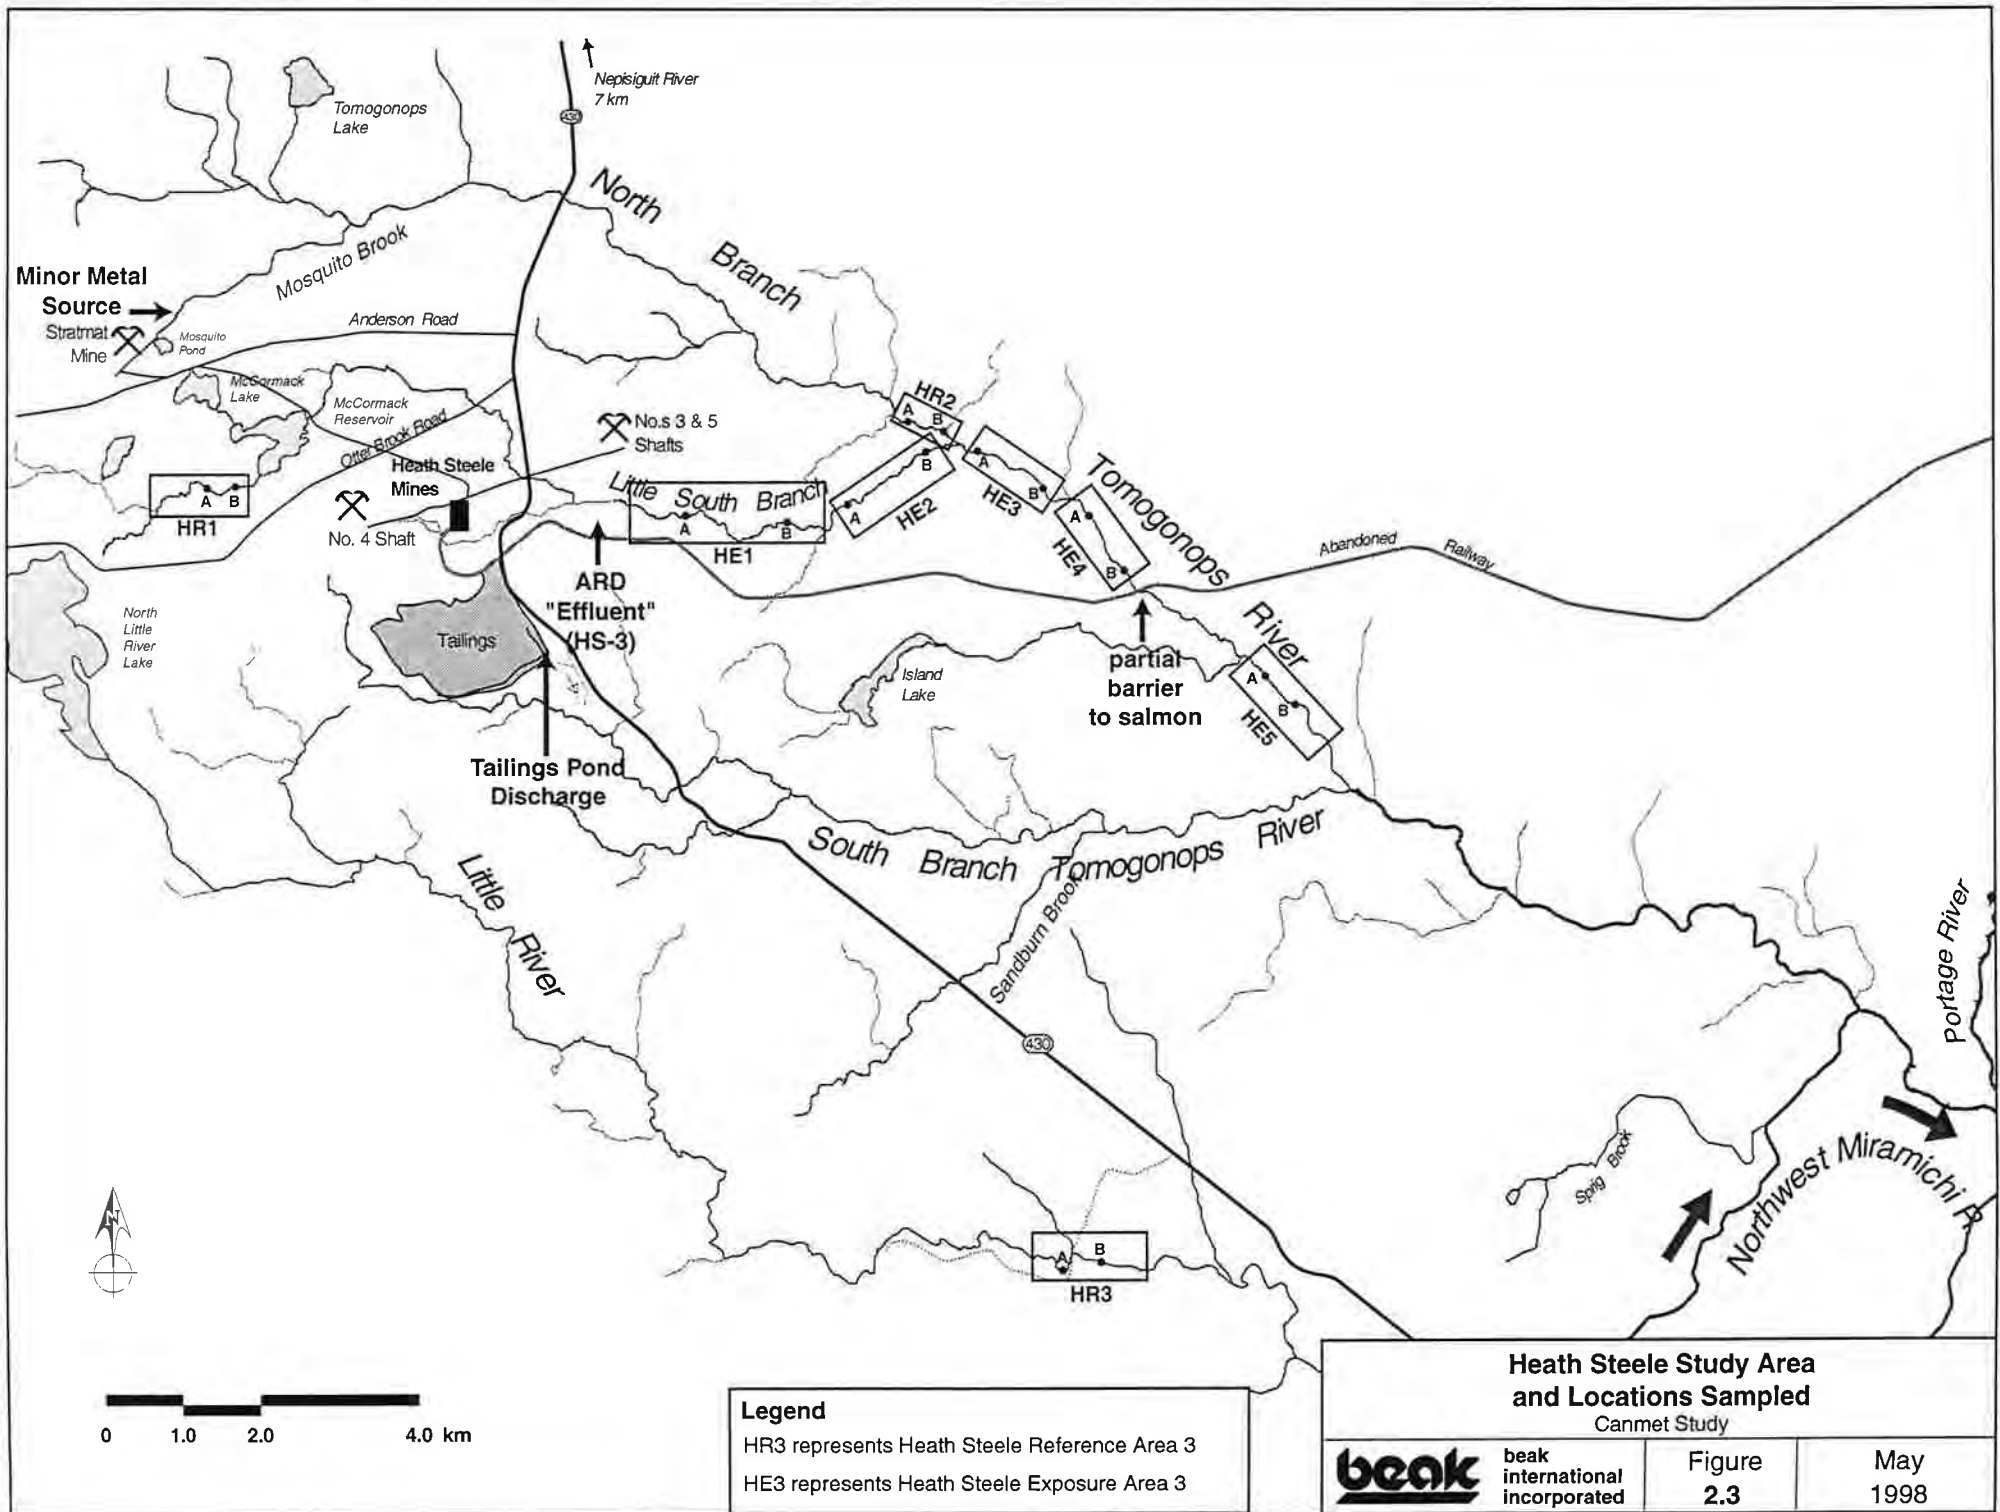 Nepisiguit River
7 km
430
Tomogonops
Lake
North
Branch
Mosquito Brook
Minor Metal
Source
Stratmat
Mine
Mosquito
Pond
Anderson Road
McCormack
Lake
McCormack
Reservoir
Otter Brook Road
HR2
A
B
No.s 3 & 5
Shafts
Heath Steele
Mines
Little South Branch
A
B
HE1
A
B
HR1
No. 4 Shaft
A
B
HE2
A
B
HE3
A
B
HE4
Tomogonops
River
Abandoned
Railway
ARD
"Effluent"
(HS-3)
North
Little
River
Lake
Tailings
Island
Lake
partial
barrier
to salmon
A
B
HE5
Tailings Pond
Discharge
South Branch Tomogonops River
Little
River
Sandburn Brook
430
Portage River
Sprig Brook
Northwest Miramichi R.
N
A
B
HR3
0 1.0 2.0 4.0 km
Legend
HR3 represents Heath Steele Reference Area 3
HE3 represents Heath Steele Exposure Area 3
Heath Steele Study Area
and Locations Sampled
Canmet Study
beak
beak
international
incorporated
Figure
2.3
May
1998